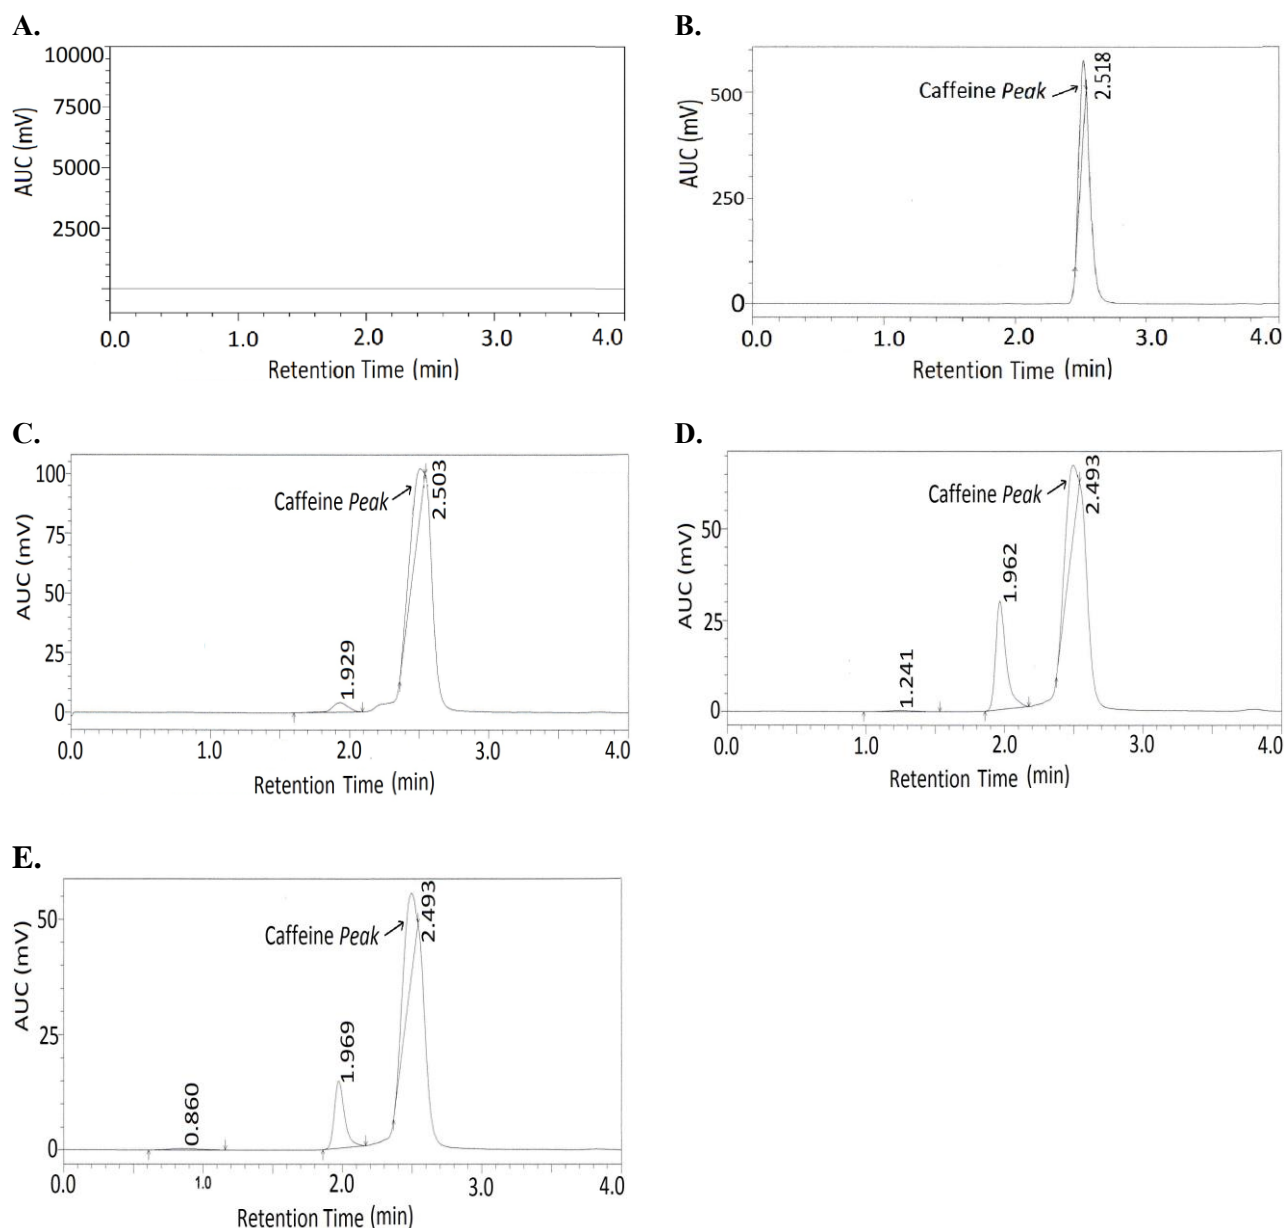 A.
10000
7500
5000
2500
AUC (mV)
0.0 1.0 2.0 3.0 4.0
Retention Time (min)
B.
Caffeine Peak
2.518
500
250
0
AUC (mV)
0.0 1.0 2.0 3.0 4.0
Retention Time (min)
C.
100
75
50
25
0
AUC (mV)
Caffeine Peak
2.503
1.929
0.0 1.0 2.0 3.0 4.0
Retention Time (min)
D.
50
25
0
AUC (mV)
Caffeine Peak
2.493
1.962
1.241
0.0 1.0 2.0 3.0 4.0
Retention Time (min)
E.
50
25
0
AUC (mV)
Caffeine Peak
2.493
1.969
0.860
0.0 1.0 2.0 3.0 4.0
Retention Time (min)